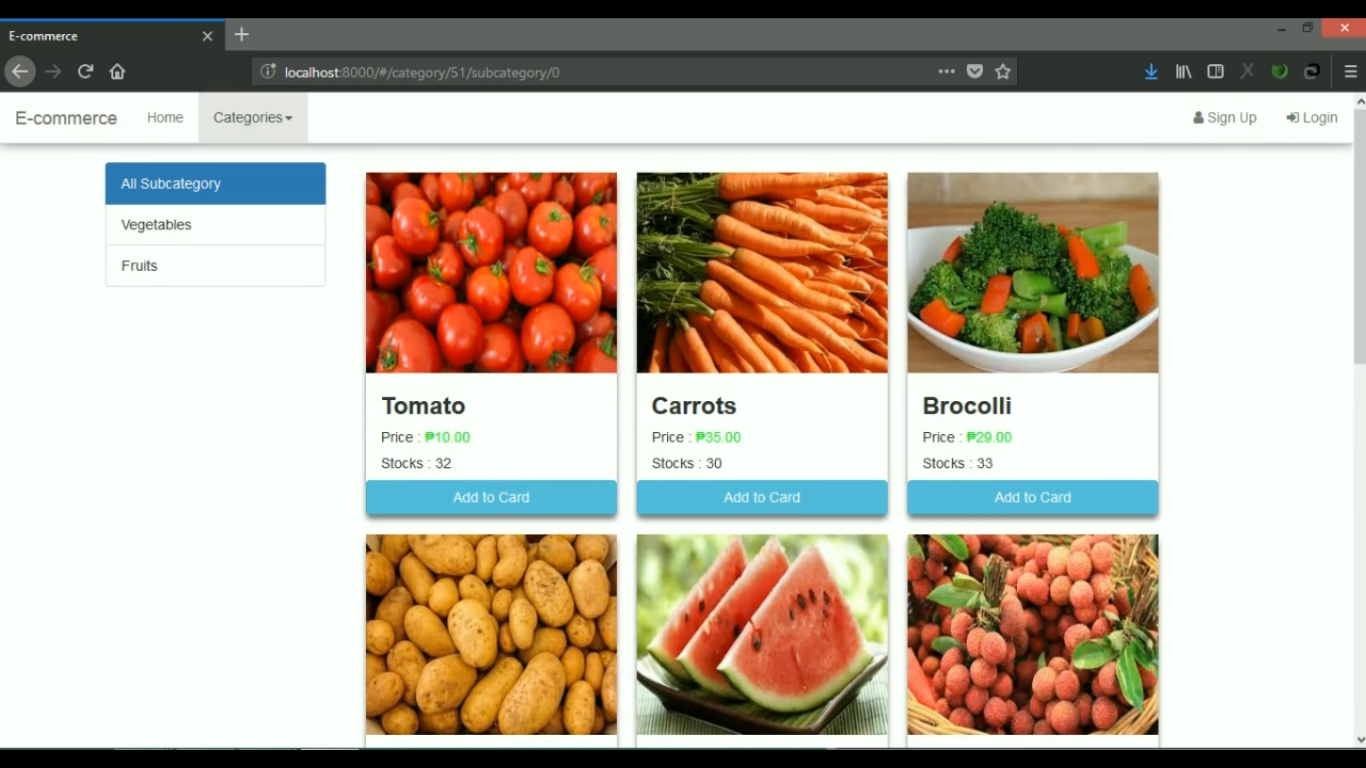 E-commerce
localhost:8000/#/category/51/subcategory/0
E-commerce Home Categories Sign Up Login
All Subcategory
Vegetables
Fruits
Tomato
Price : ₱10.00
Stocks : 32
Add to Card
Carrots
Price : ₱35.00
Stocks : 30
Add to Card
Brocolli
Price : ₱29.00
Stocks : 33
Add to Card